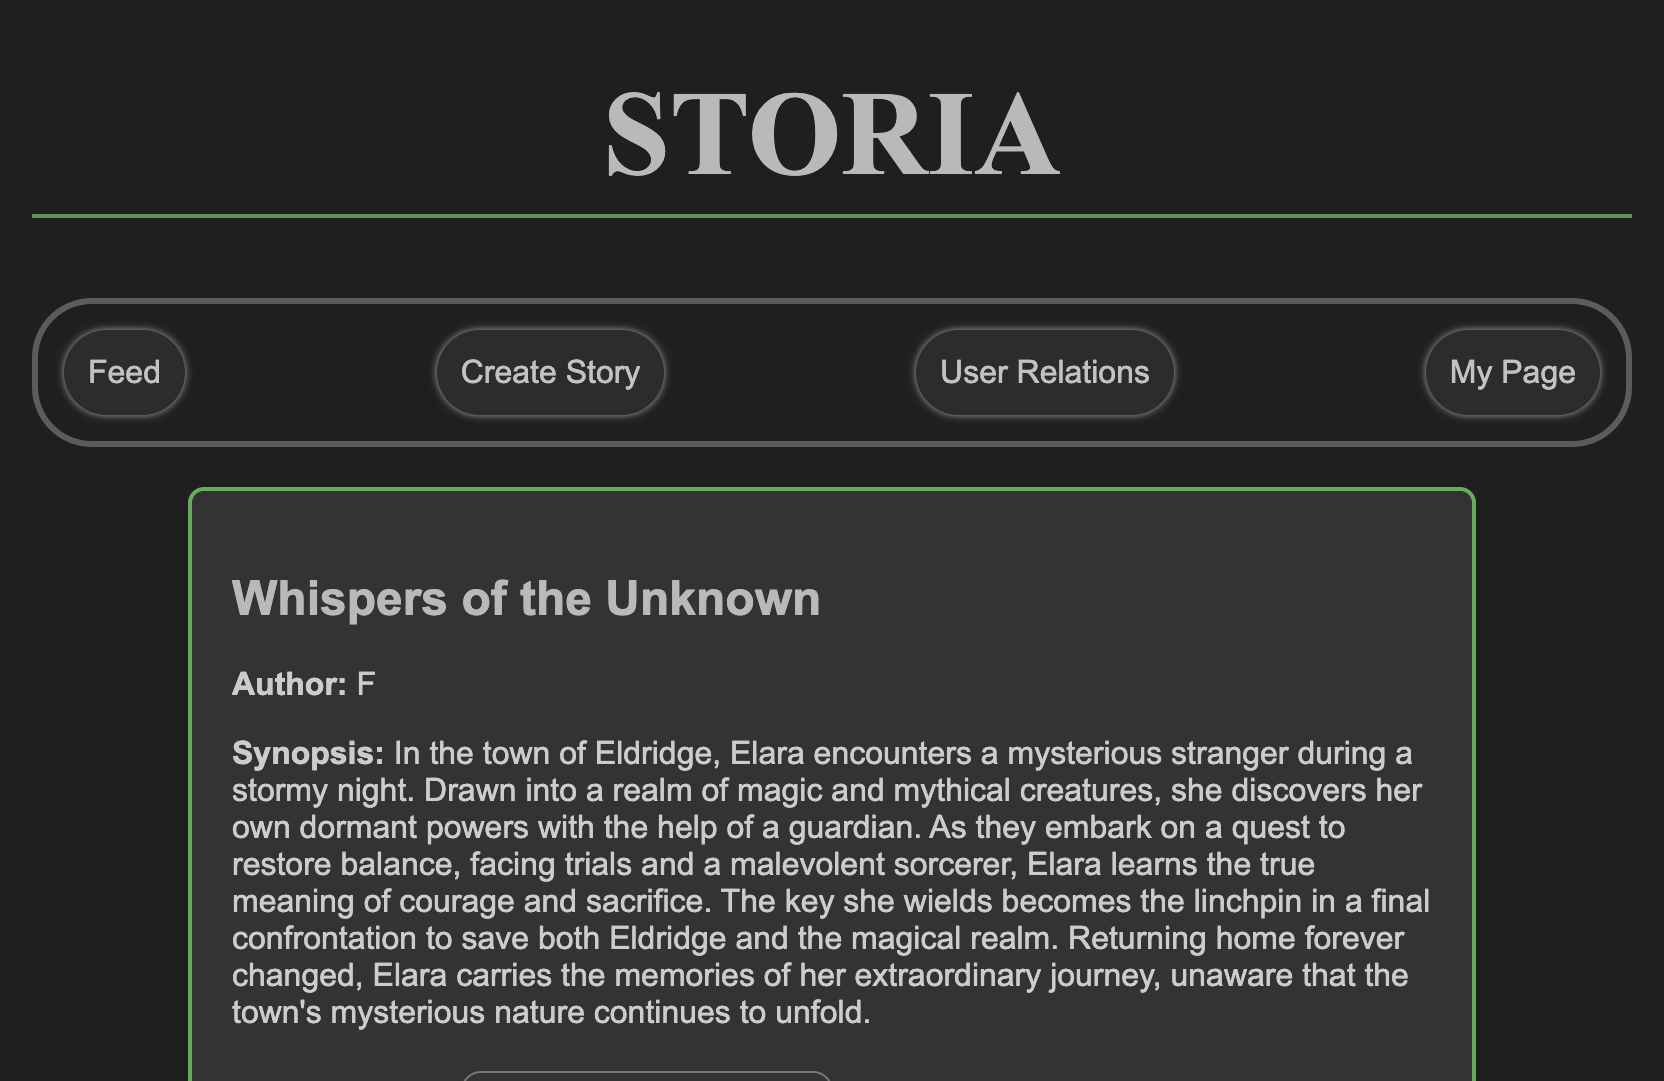 STORIA
Feed
Create Story
User Relations
My Page
Whispers of the Unknown
Author: F
Synopsis: In the town of Eldridge, Elara encounters a mysterious stranger during a
stormy night. Drawn into a realm of magic and mythical creatures, she discovers her
own dormant powers with the help of a guardian. As they embark on a quest to
restore balance, facing trials and a malevolent sorcerer, Elara learns the true
meaning of courage and sacrifice. The key she wields becomes the linchpin in a final
confrontation to save both Eldridge and the magical realm. Returning home forever
changed, Elara carries the memories of her extraordinary journey, unaware that the
town's mysterious nature continues to unfold.